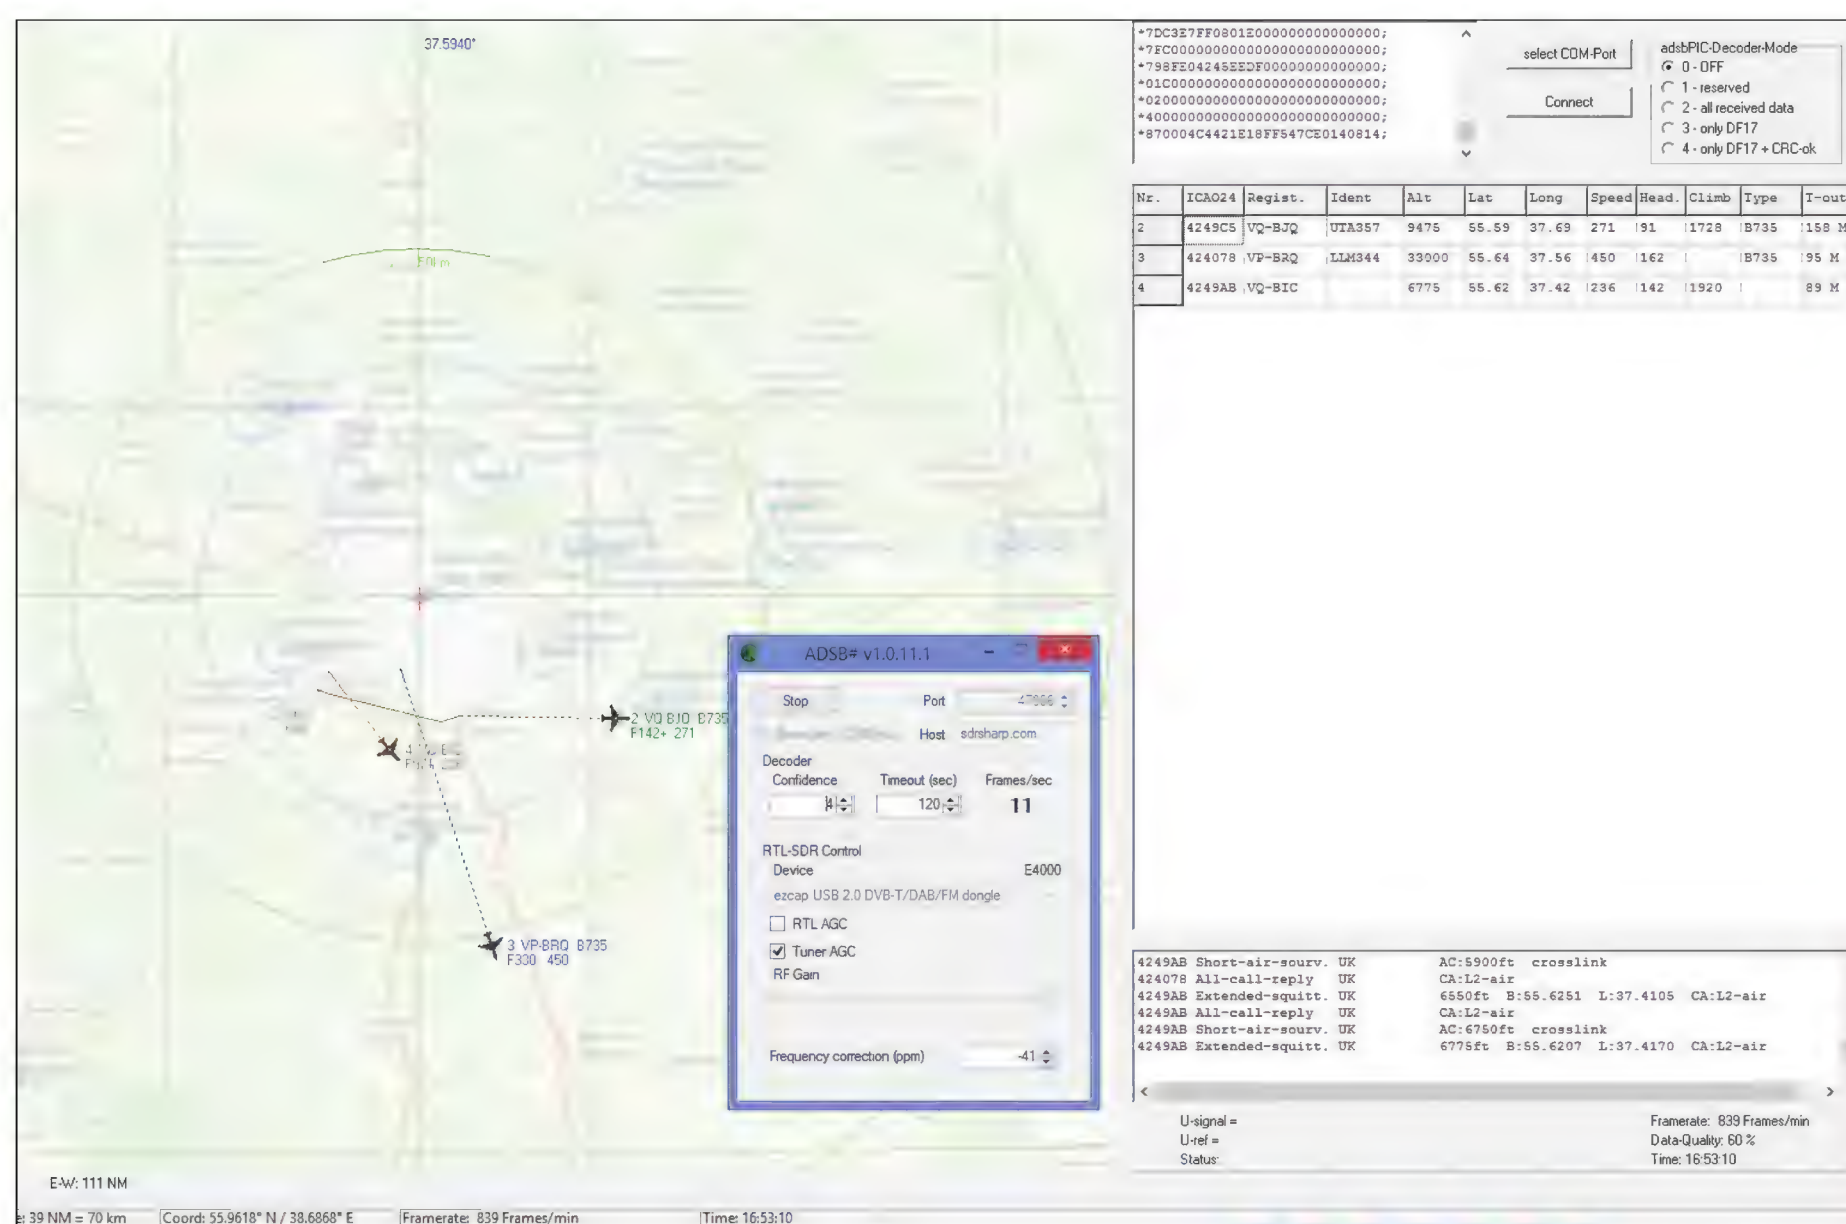 37.5940°
2 VQ BJQ B735
F142+ 271
3 VP-BRQ B735
F330 450
E-W: 111 NM
39 NM = 70 km Coord: 55.9618° N / 38.6868° E Framerate: 839 Frames/min Time: 16:53:10
ADSB# v1.0.11.1
Stop Port
Host sdrsharp.com
Decoder
Confidence Timeout (sec) Frames/sec
4 120 11
RTL-SDR Control
Device E4000
ezcap USB 2.0 DVB-T/DAB/FM dongle
RTL AGC
Tuner AGC
RF Gain
Frequency correction (ppm) -41
*7DC3E7FF0801E0000000000000;
*7FC00000000000000000000000;
*798FE04245EEDF000000000000;
*01C00000000000000000000000;
*02000000000000000000000000;
*40000000000000000000000000;
*870004C4421E18FF547CE0140814;
select COM-Port
Connect
adsbPIC-Decoder-Mode
0 - OFF
1 - reserved
2 - all received data
3 - only DF17
4 - only DF17 + CRC-ok
Nr. ICAO24 Regist. Ident Alt Lat Long Speed Head. Climb Type T-out
2 4249C5 VQ-BJQ UTA357 9475 55.59 37.69 271 91 1728 B735 158 M
3 424078 VP-BRQ LLM344 33000 55.64 37.56 450 162 B735 95 M
4 4249AB VQ-BIC 6775 55.62 37.42 236 142 1920 89 M
4249AB Short-air-sourv. UK AC:5900ft crosslink
424078 All-call-reply UK CA:L2-air
4249AB Extended-squitt. UK 6550ft B:55.6251 L:37.4105 CA:L2-air
4249AB All-call-reply UK CA:L2-air
4249AB Short-air-sourv. UK AC:6750ft crosslink
4249AB Extended-squitt. UK 6775ft B:55.6207 L:37.4170 CA:L2-air
U-signal =
U-ref =
Status:
Framerate: 839 Frames/min
Data-Quality: 60 %
Time: 16:53:10